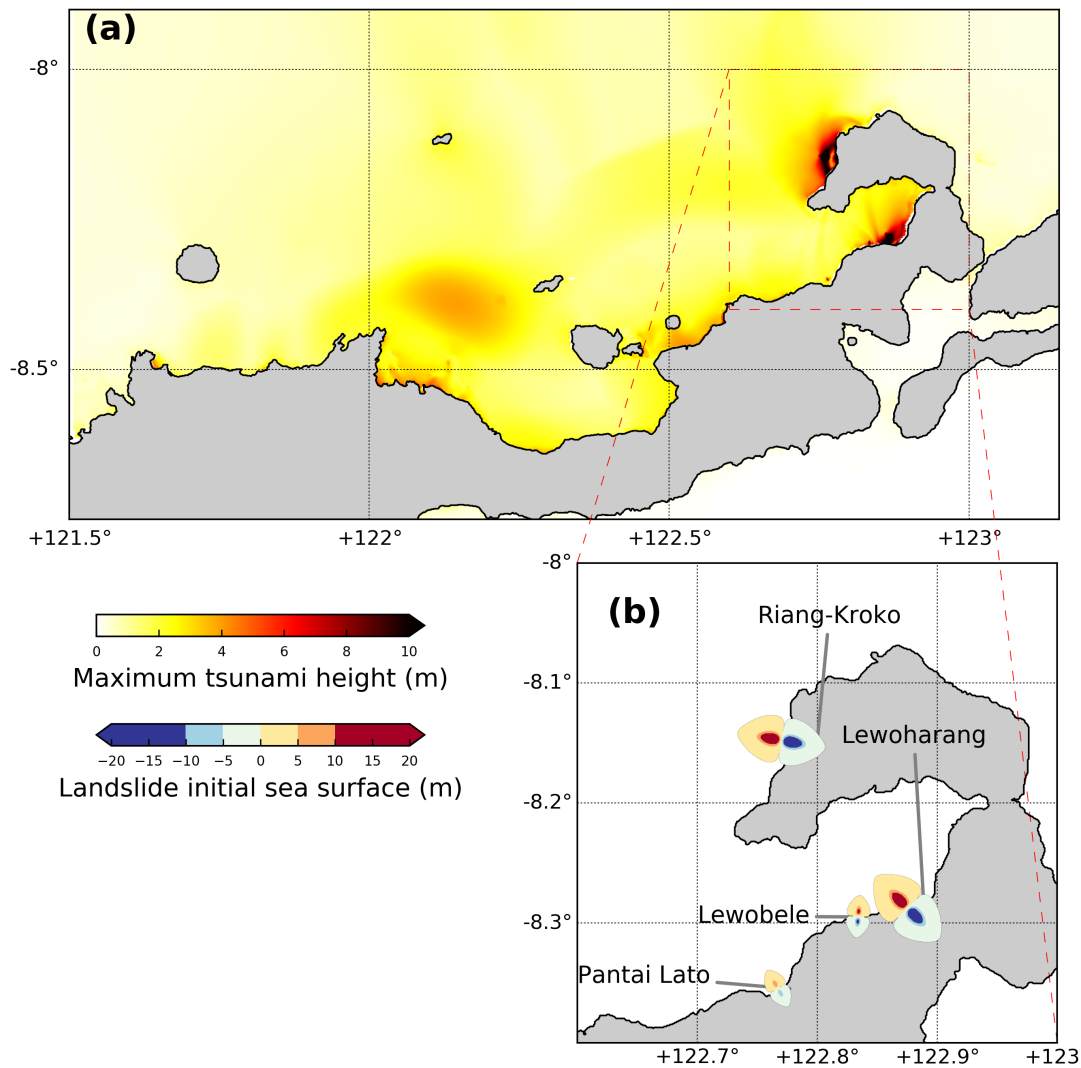 (a)
-8°
-8.5°
+121.5° +122° +122.5° +123°
0 2 4 6 8 10
Maximum tsunami height (m)
−20 −15 −10 −5 0 5 10 15 20
Landslide initial sea surface (m)
-8°
(b)
Riang-Kroko
-8.1°
Lewoharang
-8.2°
Lewobele
-8.3°
Pantai Lato
+122.7° +122.8° +122.9° +123